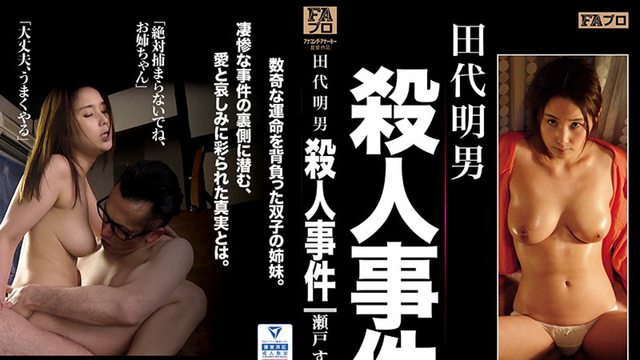 「大丈夫、うまくやる」
「絶対捕まらないでね、
お姉ちゃん」
凄惨な事件の裏側に潜む、
愛と哀しみに彩られた真実とは。
数奇な運命を背負った双子の姉妹。
FAプロ
田代明男
殺人事件
瀬戸す
FAプロ
田代明男
殺人事件